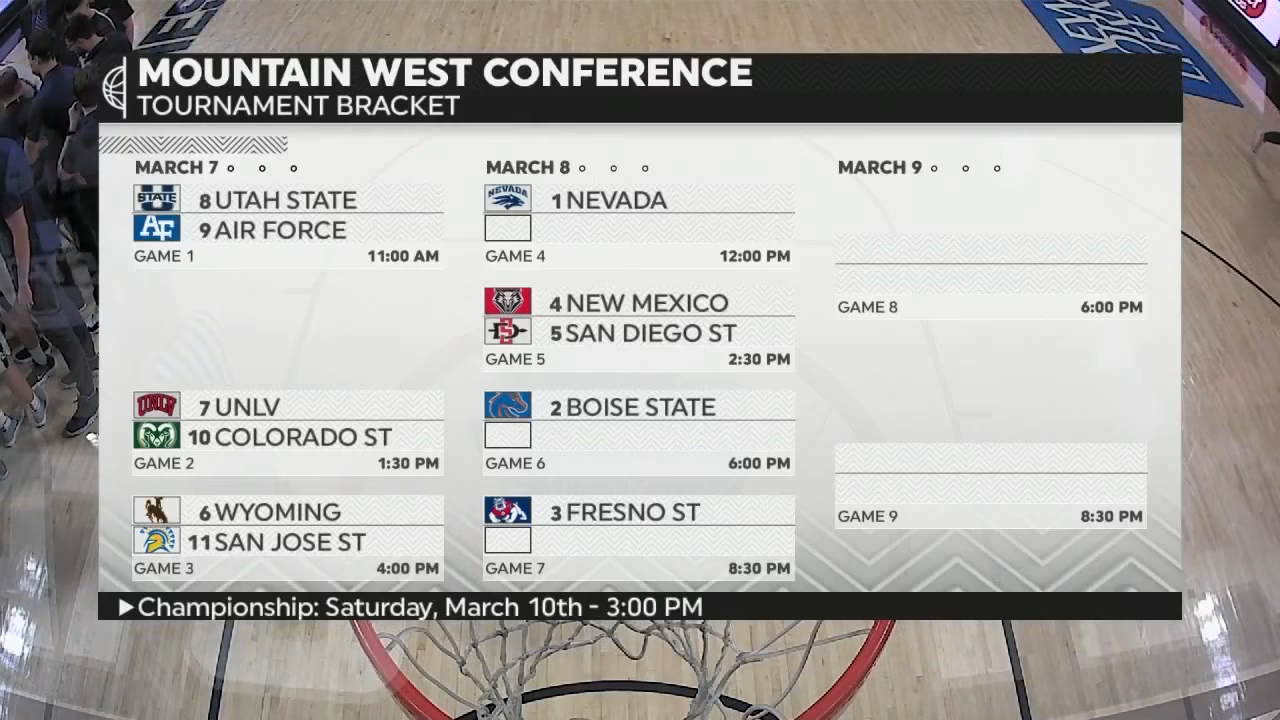 MOUNTAIN WEST CONFERENCE
TOURNAMENT BRACKET
MARCH 7
STATE
8 UTAH STATE
AF
9 AIR FORCE
GAME 1 11:00 AM
UNLV
7 UNLV
10 COLORADO ST
GAME 2 1:30 PM
6 WYOMING
11 SAN JOSE ST
GAME 3 4:00 PM
MARCH 8
NEVADA
1 NEVADA
GAME 4 12:00 PM
4 NEW MEXICO
SD
5 SAN DIEGO ST
GAME 5 2:30 PM
2 BOISE STATE
GAME 6 6:00 PM
3 FRESNO ST
GAME 7 8:30 PM
MARCH 9
GAME 8 6:00 PM
GAME 9 8:30 PM
Championship: Saturday, March 10th - 3:00 PM